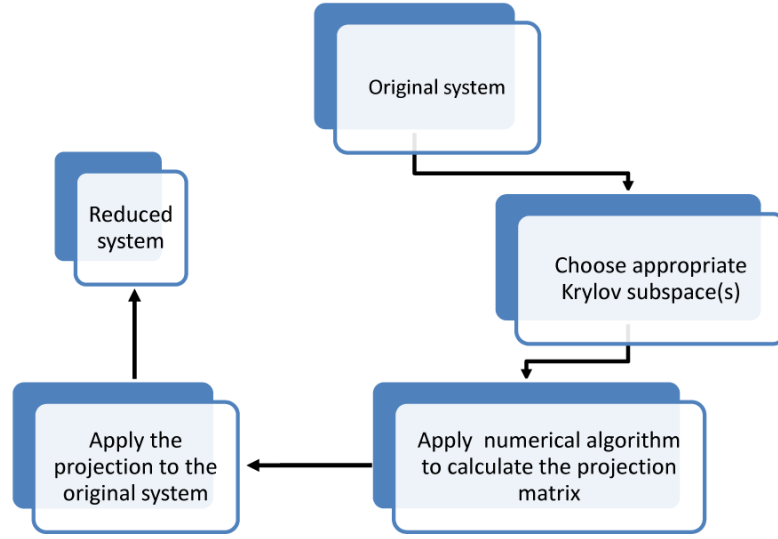 Original system
Choose appropriate
Krylov subspace(s)
Apply numerical algorithm
to calculate the projection
matrix
Apply the
projection to the
original system
Reduced
system